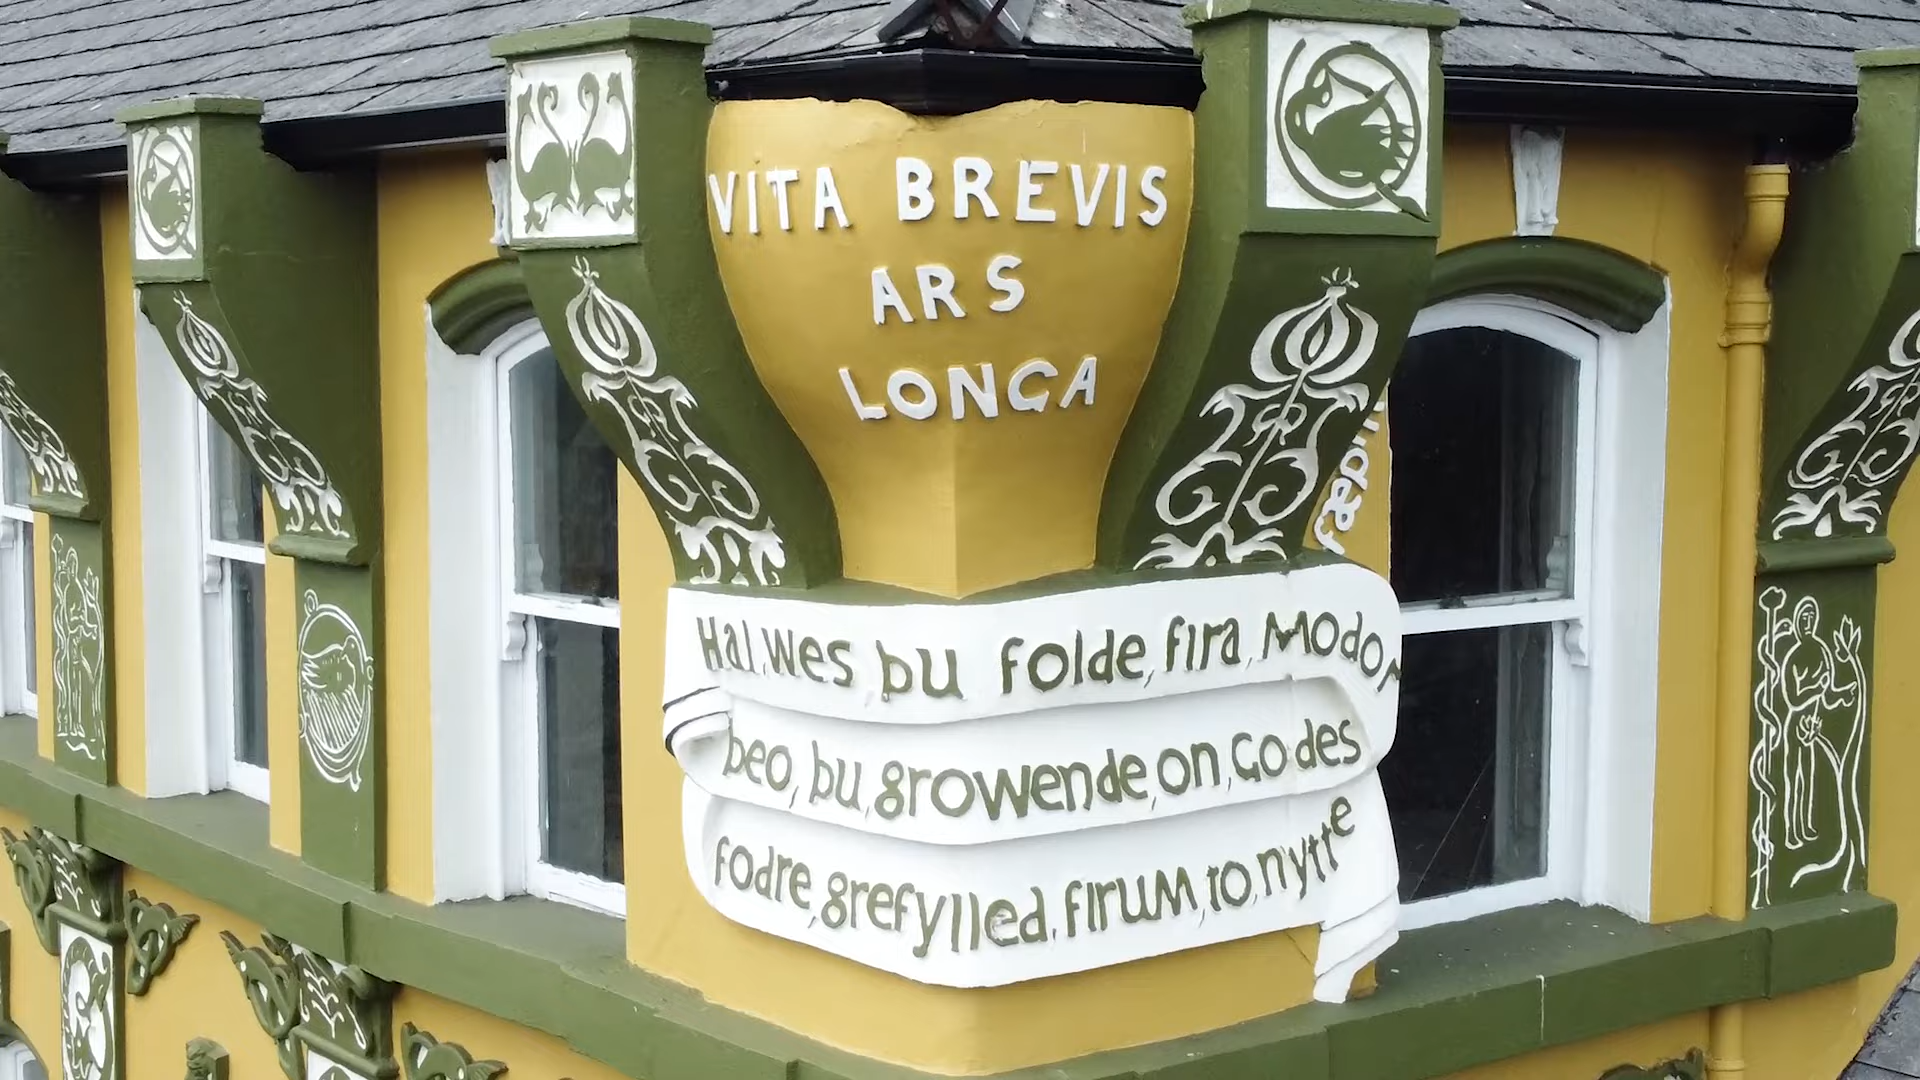 VITA BREVIS
ARS
LONGA
Hal, wes, þu folde, fira, modor
beo, þu growende, on, Godes
fodre, grefylled, firum, to, nytte